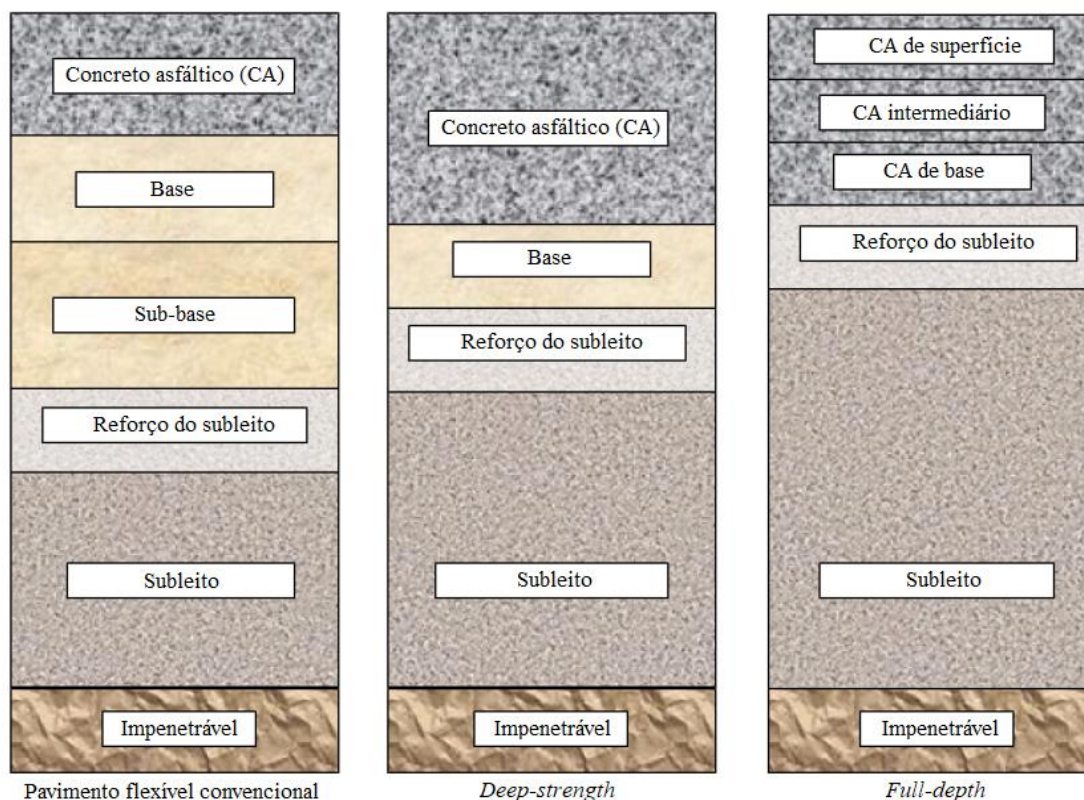 Concreto asfáltico (CA)
Base
Sub-base
Reforço do subleito
Subleito
Impenetrável
Pavimento flexível convencional
Concreto asfáltico (CA)
Base
Reforço do subleito
Subleito
Impenetrável
Deep-strength
CA de superfície
CA intermediário
CA de base
Reforço do subleito
Subleito
Impenetrável
Full-depth